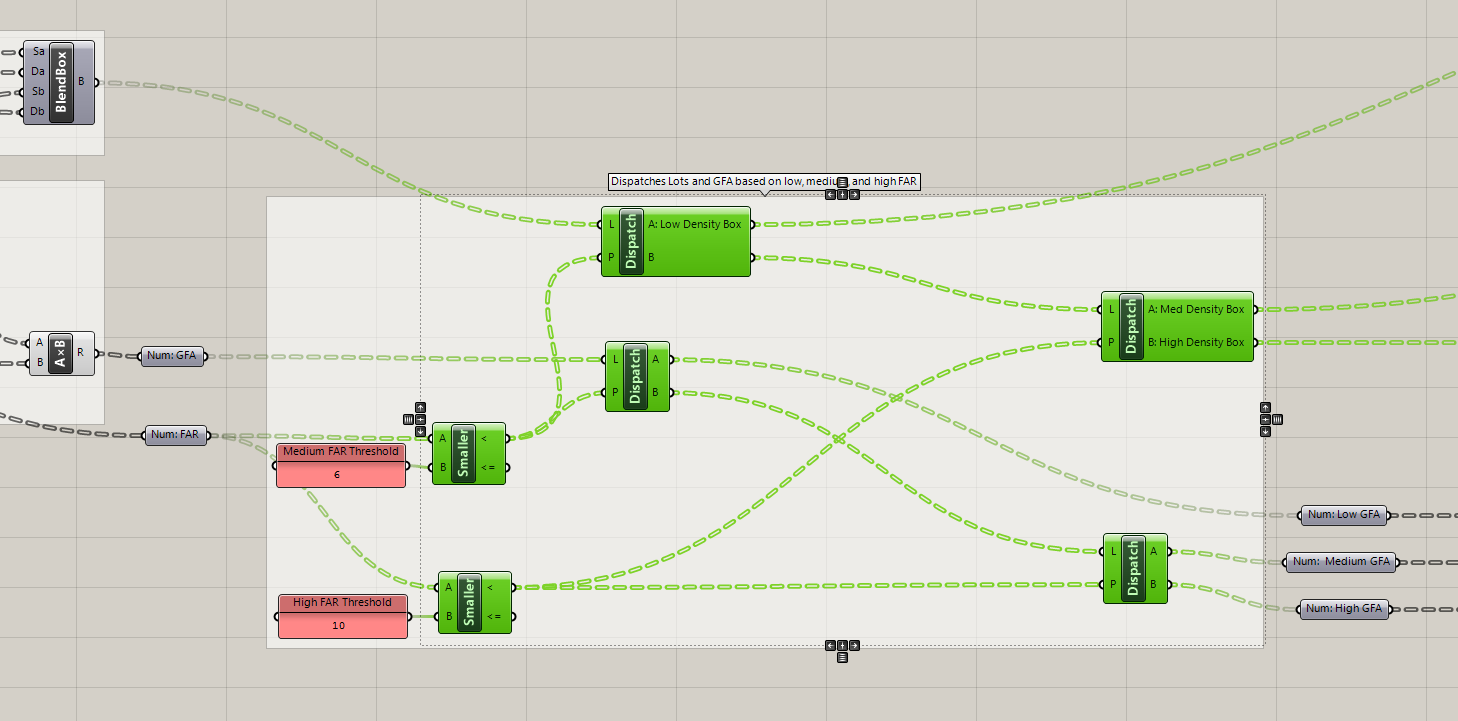 Sa
Da
Sb
Db
BlendBox
B
Dispatches Lots and GFA based on low, medium, and high FAR
L
P
Dispatch
A: Low Density Box
B
L
P
Dispatch
A: Med Density Box
B: High Density Box
A
B
A×B
R
Num: GFA
L
P
Dispatch
A
B
Num: FAR
Medium FAR Threshold
6
A
B
Smaller
<
<=
Num: Low GFA
L
P
Dispatch
A
B
Num: Medium GFA
High FAR Threshold
10
A
B
Smaller
<
<=
Num: High GFA